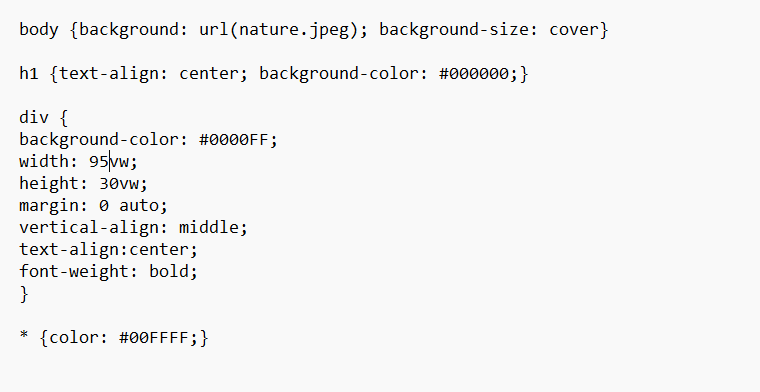 body {background: url(nature.jpeg); background-size: cover}
h1 {text-align: center; background-color: #000000;}
div {
background-color: #0000FF;
width: 95vw;
height: 30vw;
margin: 0 auto;
vertical-align: middle;
text-align:center;
font-weight: bold;
}
* {color: #00FFFF;}